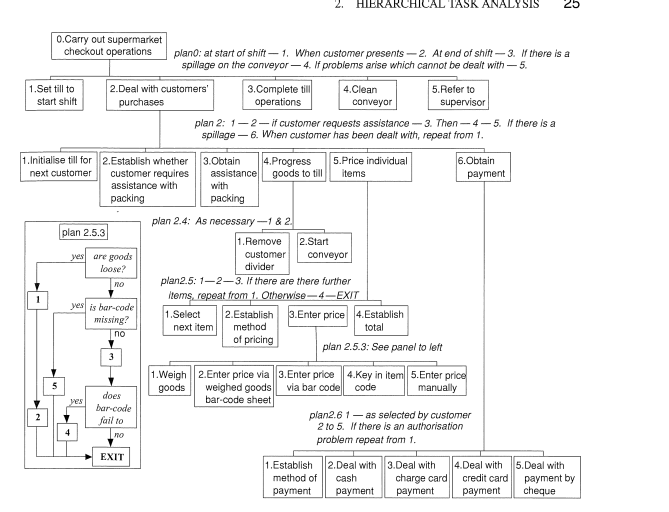 2. HIERARCHICAL TASK ANALYSIS 25
0.Carry out supermarket
checkout operations
plan0: at start of shift — 1. When customer presents — 2. At end of shift — 3. If there is a
spillage on the conveyor — 4. If problems arise which cannot be dealt with — 5.
1.Set till to
start shift
2.Deal with customers'
purchases
3.Complete till
operations
4.Clean
conveyor
5.Refer to
supervisor
plan 2: 1 — 2 — if customer requests assistance — 3. Then — 4 — 5. If there is a
spillage — 6. When customer has been dealt with, repeat from 1.
1.Initialise till for
next customer
2.Establish whether
customer requires
assistance with
packing
3.Obtain
assistance
with
packing
4.Progress
goods to till
5.Price individual
items
6.Obtain
payment
plan 2.4: As necessary —1 & 2.
1.Remove
customer
divider
2.Start
conveyor
plan2.5: 1—2— 3. If there are there further
items, repeat from 1. Otherwise — 4 —EXIT
1.Select
next item
2.Establish
method
of pricing
3.Enter price
4.Establish
total
plan 2.5.3: See panel to left
1.Weigh
goods
2.Enter price via
weighed goods
bar-code sheet
3.Enter price
via bar code
4.Key in item
code
5.Enter price
manually
plan2.6 1 — as selected by customer
2 to 5. If there is an authorisation
problem repeat from 1.
1.Establish
method of
payment
2.Deal with
cash
payment
3.Deal with
charge card
payment
4.Deal with
credit card
payment
5.Deal with
payment by
cheque
plan 2.5.3
yes
are goods
loose?
no
1
yes
is bar-code
missing?
no
3
5
yes
does
bar-code
fail to
2
4
no
EXIT